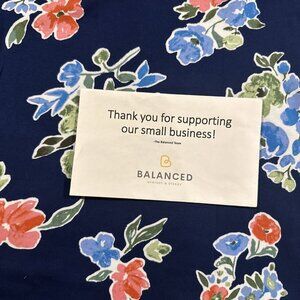 Thank you for supporting
our small business!
-The Balanced Team
BALANCED